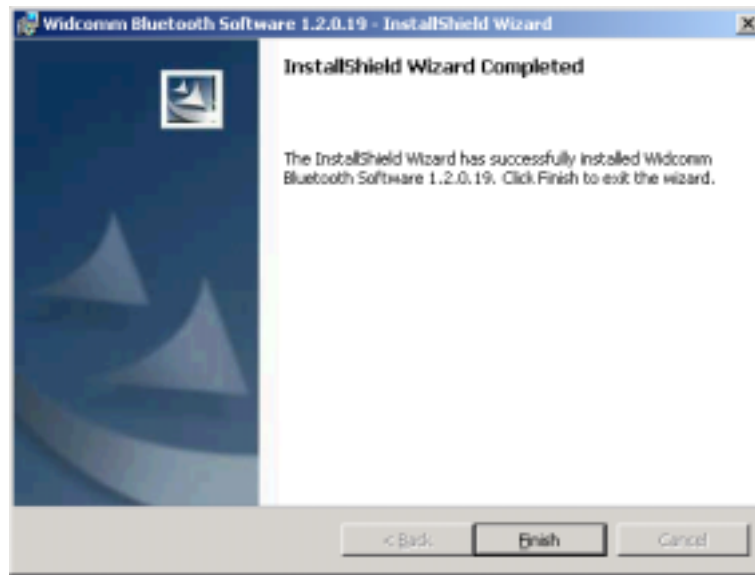 Widcomm Bluetooth Software 1.2.0.19 - InstallShield Wizard
InstallShield Wizard Completed
The InstallShield Wizard has successfully installed Widcomm
Bluetooth Software 1.2.0.19. Click Finish to exit the wizard.
< Back Finish Cancel